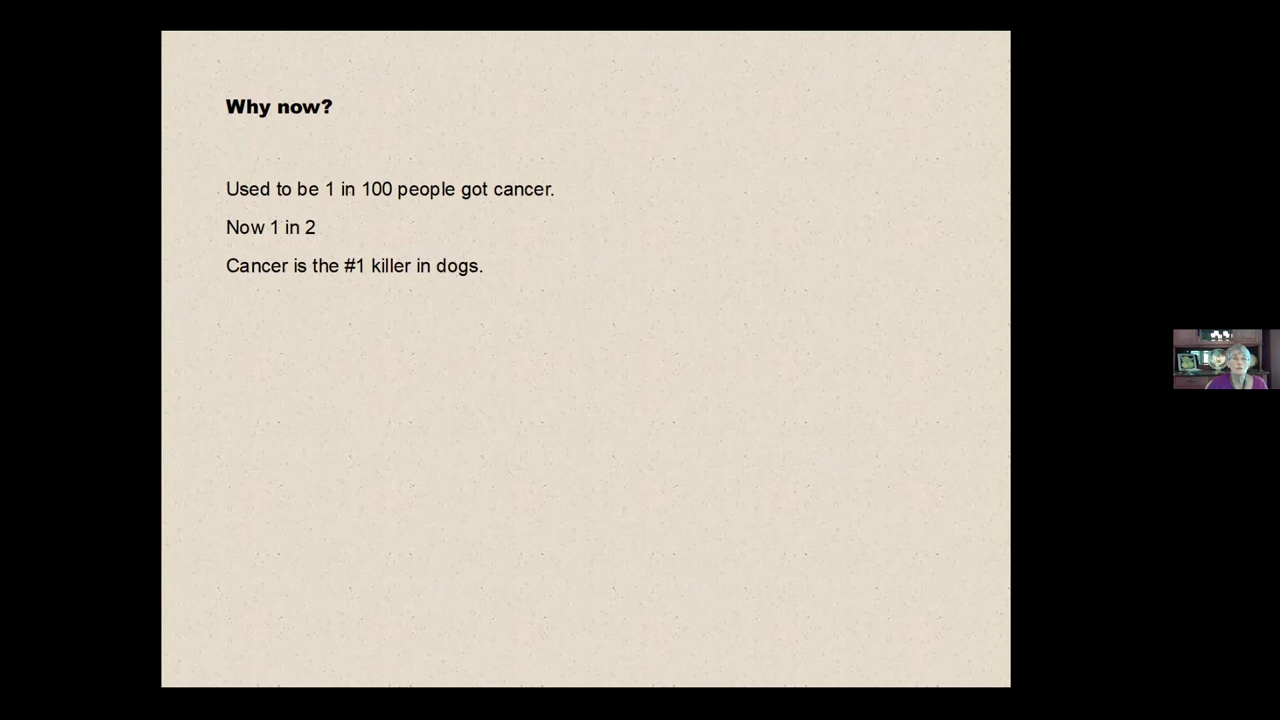 Why now?
Used to be 1 in 100 people got cancer.
Now 1 in 2
Cancer is the #1 killer in dogs.